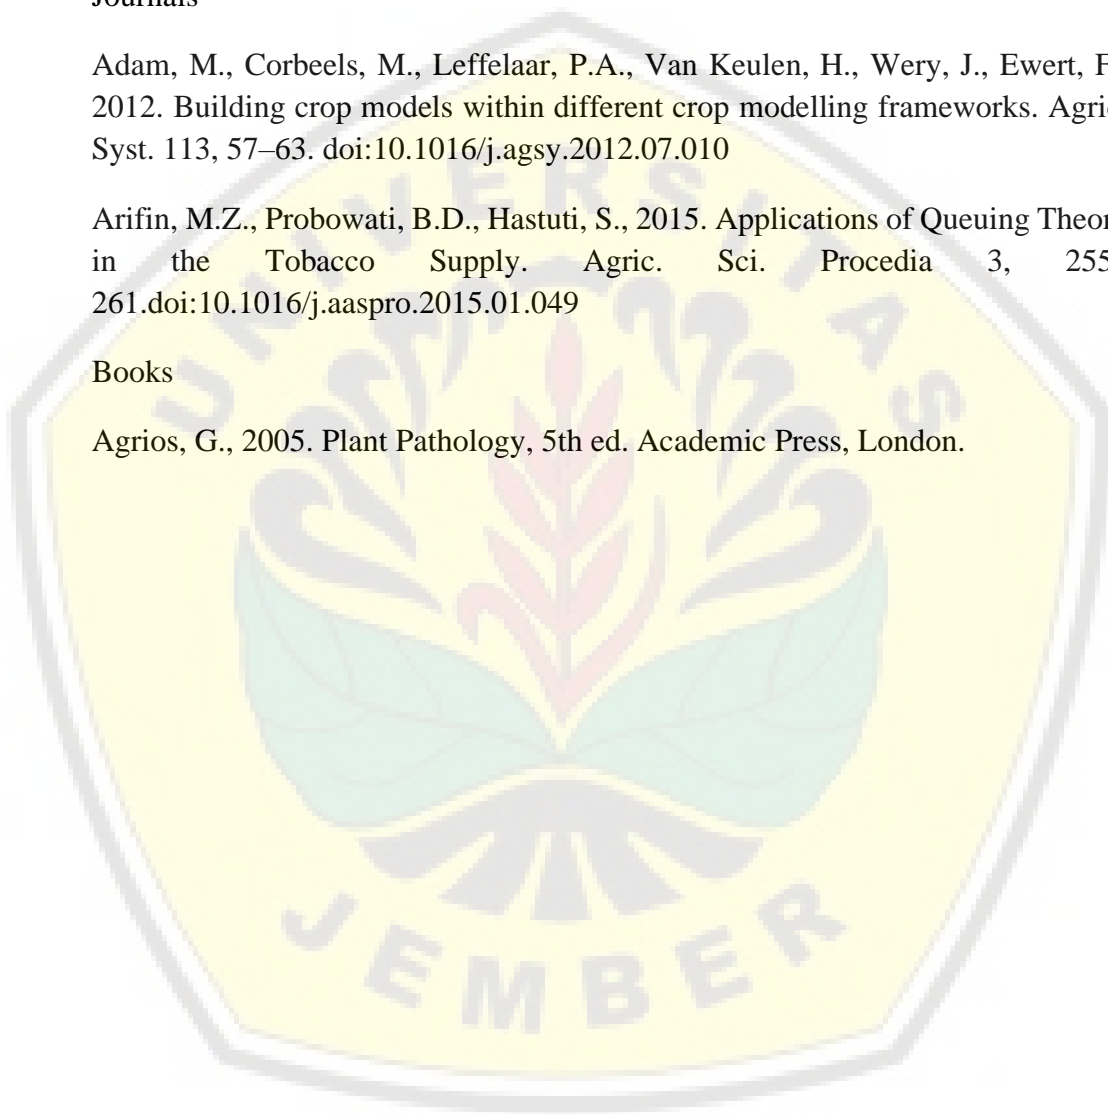 Journals
Adam, M., Corbeels, M., Leffelaar, P.A., Van Keulen, H., Wery, J., Ewert, F
2012. Building crop models within different crop modelling frameworks. Agric
Syst. 113, 57–63. doi:10.1016/j.agsy.2012.07.010
Arifin, M.Z., Probowati, B.D., Hastuti, S., 2015. Applications of Queuing Theor
in the Tobacco Supply. Agric. Sci. Procedia 3, 255
261.doi:10.1016/j.aaspro.2015.01.049
Books
Agrios, G., 2005. Plant Pathology, 5th ed. Academic Press, London.
UNIVERSITAS
JEMBER